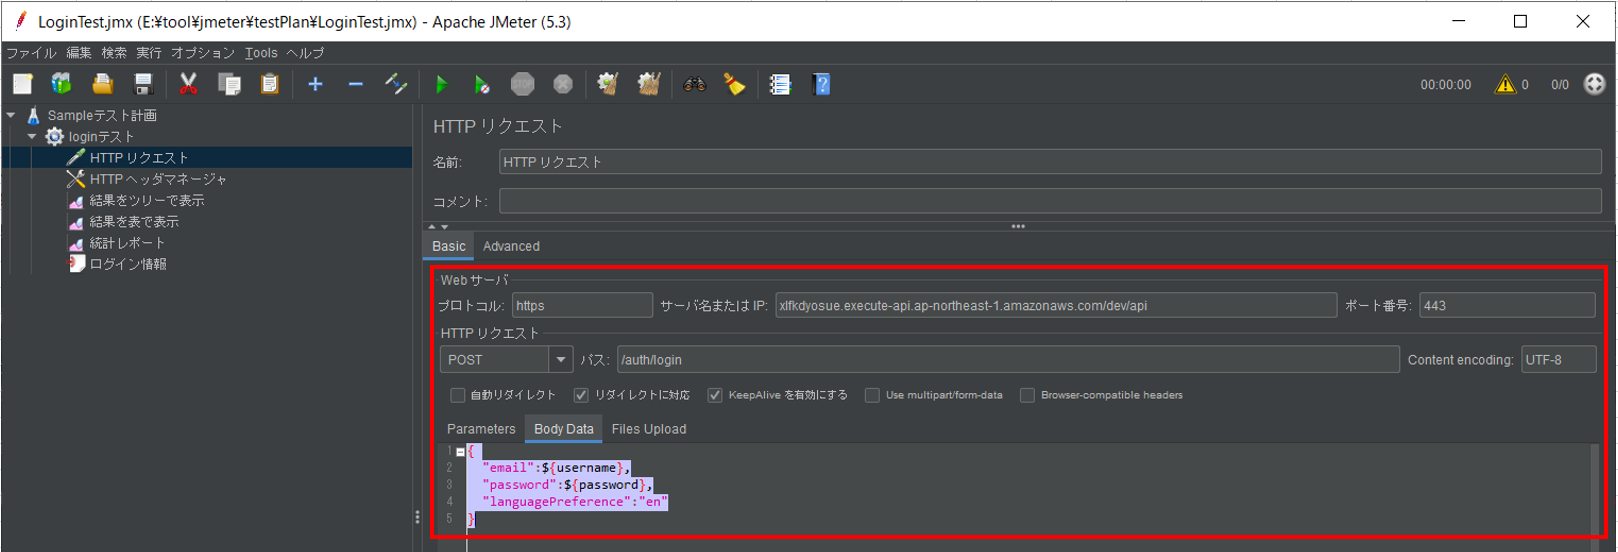 LoginTest.jmx (E:¥tool¥jmeter¥testPlan¥LoginTest.jmx) - Apache JMeter (5.3)
ファイル 編集 検索 実行 オプション Tools ヘルプ
STOP
00:00:00 0 0/0
Sampleテスト計画
loginテスト
HTTP リクエスト
HTTP ヘッダマネージャ
結果をツリーで表示
結果を表で表示
統計レポート
ログイン情報
HTTP リクエスト
名前: HTTP リクエスト
コメント:
Basic Advanced
Web サーバ
プロトコル: https サーバ名または IP: xlfkdyosue.execute-api.ap-northeast-1.amazonaws.com/dev/api ポート番号: 443
HTTP リクエスト
POST パス: /auth/login Content encoding: UTF-8
自動リダイレクト リダイレクトに対応 KeepAlive を有効にする Use multipart/form-data Browser-compatible headers
Parameters Body Data Files Upload
1 {
2 "email":${username},
3 "password":${password},
4 "languagePreference":"en"
5 }